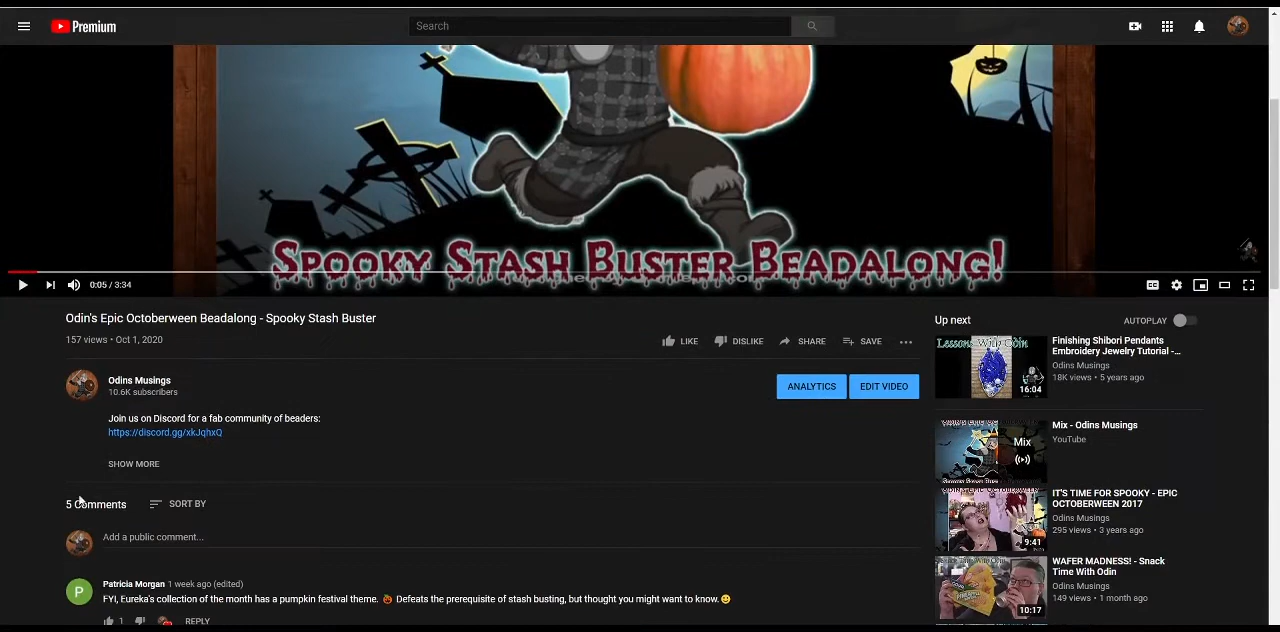 Premium
Search
Spooky Stash Buster Beadalong!
0:05 / 3:34
Odin's Epic Octoberween Beadalong - Spooky Stash Buster
157 views • Oct 1, 2020
LIKE
DISLIKE
SHARE
SAVE
Odins Musings
10.6K subscribers
ANALYTICS
EDIT VIDEO
Join us on Discord for a fab community of beaders:
https://discord.gg/xkJqhxQ
SHOW MORE
5 Comments
SORT BY
Add a public comment...
P
Patricia Morgan 1 week ago (edited)
FYI, Eureka's collection of the month has a pumpkin festival theme. 🎃 Defeats the prerequisite of stash busting, but thought you might want to know.😀
1
REPLY
Up next
AUTOPLAY
Lessons With Odin
16:04
Finishing Shibori Pendants
Embroidery Jewelry Tutorial -...
Odins Musings
18K views • 5 years ago
Mix
Mix - Odins Musings
YouTube
9:41
IT'S TIME FOR SPOOKY - EPIC
OCTOBERWEEN 2017
Odins Musings
295 views • 3 years ago
10:17
WAFER MADNESS! - Snack
Time With Odin
Odins Musings
149 views • 1 month ago